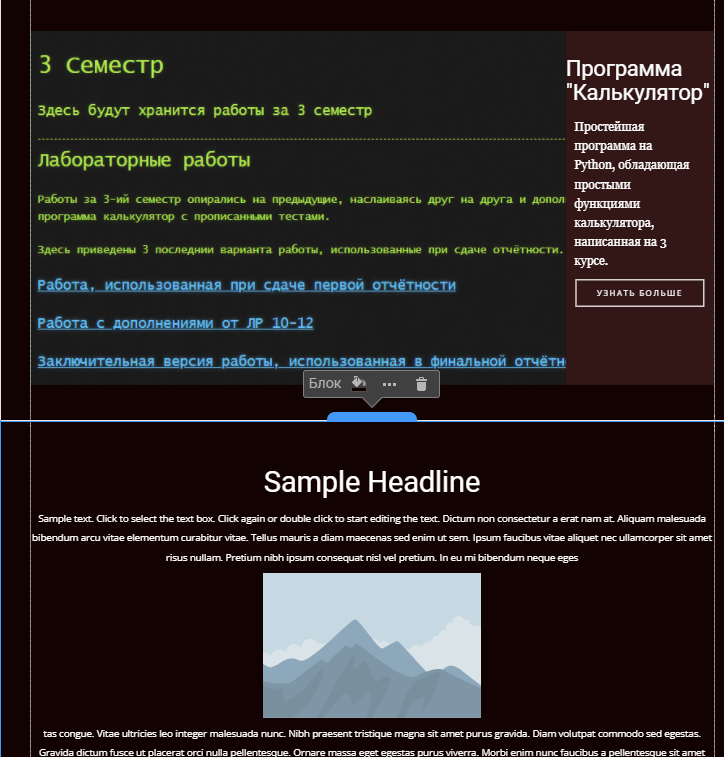 3 Семестр
Здесь будут хранится работы за 3 семестр
Лабораторные работы
Работы за 3-ий семестр опирались на предыдущие, наслаиваясь друг на друга и
программа калькулятор с прописанными тестами.
Здесь приведены 3 последнии варианта работы, использованные при сдаче отчётности.
Работа, использованная при сдаче первой отчётности
Работа с дополнениями от ЛР 10-12
Заключительная версия работы, использованная в финальной
Программа
"Калькулятор"
Простейшая
программа на
Python, обладающая
простыми
функциями
калькулятора,
написанная на 3
курсе.
УЗНАТЬ БОЛЬШЕ
Блок
Sample Headline
Sample text. Click to select the text box. Click again or double click to start editing the text. Dictum non consectetur a erat nam at. Aliquam malesuada
bibendum arcu vitae elementum curabitur vitae. Tellus mauris a diam maecenas sed enim ut sem. Ipsum faucibus vitae aliquet nec ullamcorper sit amet
risus nullam. Pretium nibh ipsum consequat nisl vel pretium. In eu mi bibendum neque eges
tas congue. Vitae ultricies leo integer malesuada nunc. Nibh praesent tristique magna sit amet purus gravida. Diam volutpat commodo sed egestas.
Gravida dictum fusce ut placerat orci nulla pellentesque. Ornare massa eget egestas purus viverra. Morbi enim nunc faucibus a pellentesque sit amet